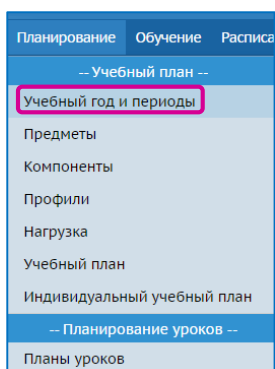 Планирование Обучение Расписа
-- Учебный план --
Учебный год и периоды
Предметы
Компоненты
Профили
Нагрузка
Учебный план
Индивидуальный учебный план
-- Планирование уроков --
Планы уроков